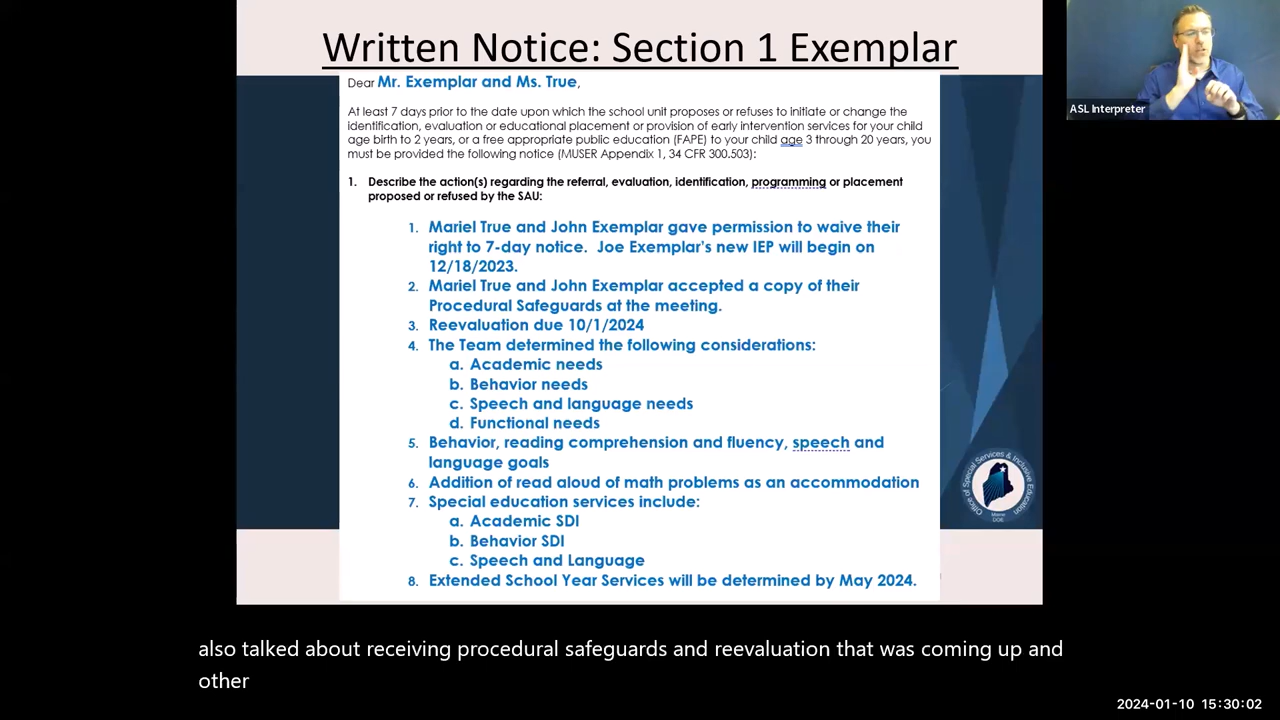 Written Notice: Section 1 Exemplar
ASL Interpreter
Dear Mr. Exemplar and Ms. True,
At least 7 days prior to the date upon which the school unit proposes or refuses to initiate or change the
identification, evaluation or educational placement or provision of early intervention services for your child
age birth to 2 years, or a free appropriate public education (FAPE) to your child age 3 through 20 years, you
must be provided the following notice (MUSER Appendix 1, 34 CFR 300.503):
1. Describe the action(s) regarding the referral, evaluation, identification, programming or placement
proposed or refused by the SAU:
1. Mariel True and John Exemplar gave permission to waive their
right to 7-day notice. Joe Exemplar's new IEP will begin on
12/18/2023.
2. Mariel True and John Exemplar accepted a copy of their
Procedural Safeguards at the meeting.
3. Reevaluation due 10/1/2024
4. The Team determined the following considerations:
a. Academic needs
b. Behavior needs
c. Speech and language needs
d. Functional needs
5. Behavior, reading comprehension and fluency, speech and
language goals
6. Addition of read aloud of math problems as an accommodation
7. Special education services include:
a. Academic SDI
b. Behavior SDI
c. Speech and Language
8. Extended School Year Services will be determined by May 2024.
Office of Special Services & Inclusive Education
Maine
DOE
also talked about receiving procedural safeguards and reevaluation that was coming up and
other
2024-01-10 15:30:02